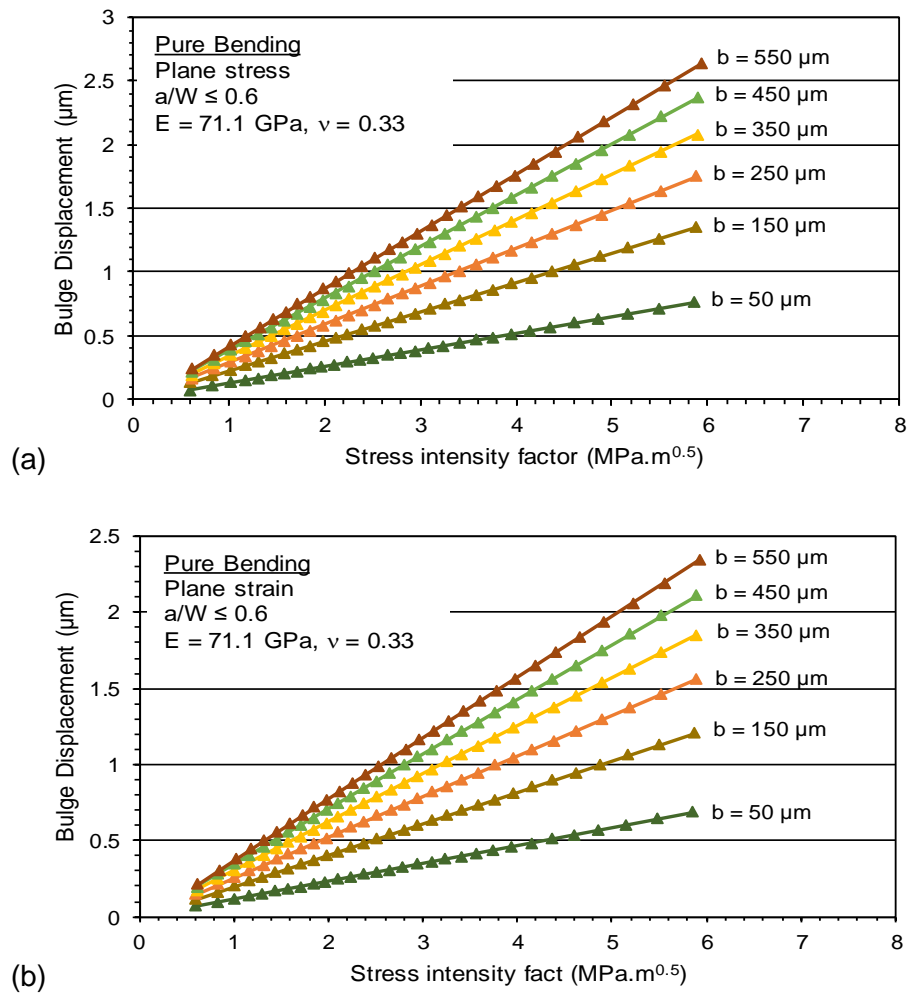 3
2.5
2
1.5
1
0.5
0
Bulge Displacement (µm)
Pure Bending
Plane stress
a/W ≤ 0.6
E = 71.1 GPa, ν = 0.33
b = 550 µm
b = 450 µm
b = 350 µm
b = 250 µm
b = 150 µm
b = 50 µm
0 1 2 3 4 5 6 7 8
Stress intensity factor (MPa.m0.5)
(a)
2.5
2
1.5
1
0.5
0
Bulge Displacement (µm)
Pure Bending
Plane strain
a/W ≤ 0.6
E = 71.1 GPa, ν = 0.33
b = 550 µm
b = 450 µm
b = 350 µm
b = 250 µm
b = 150 µm
b = 50 µm
0 1 2 3 4 5 6 7 8
Stress intensity fact (MPa.m0.5)
(b)